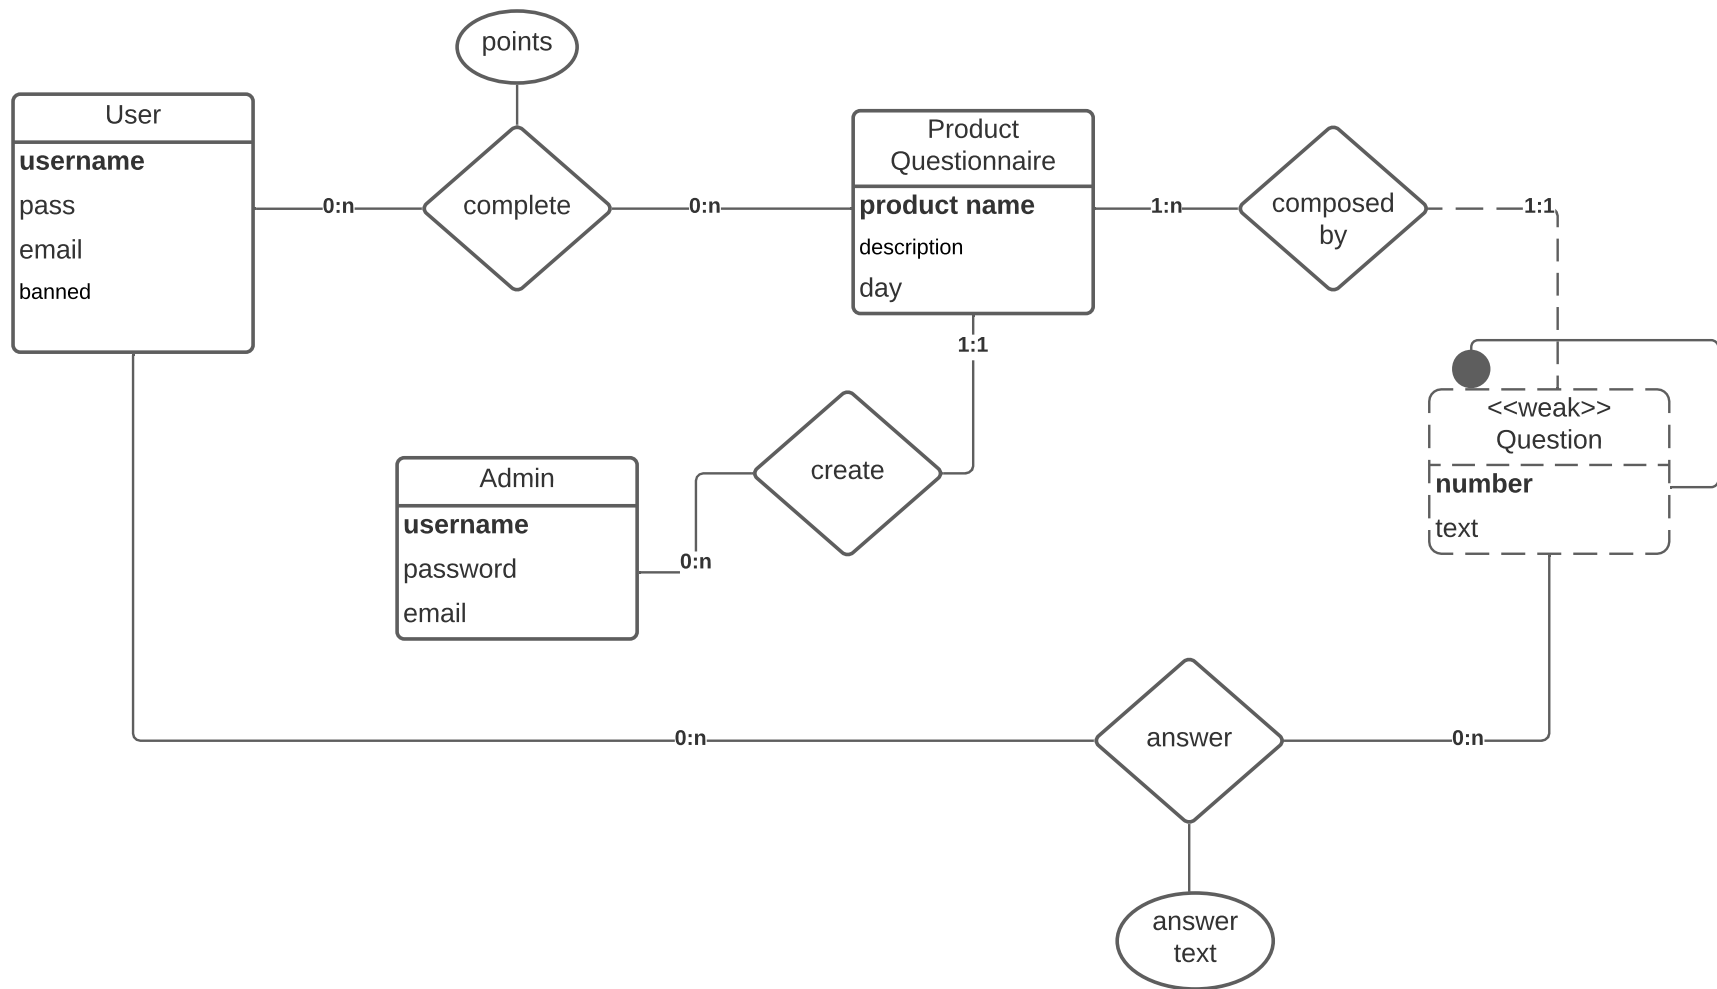 points
User
username
pass
email
banned
0:n
complete
0:n
Product
Questionnaire
product name
description
day
1:n
composed
by
1:1
1:1
<<weak>>
Question
number
text
create
Admin
username
password
email
0:n
0:n
answer
0:n
answer
text